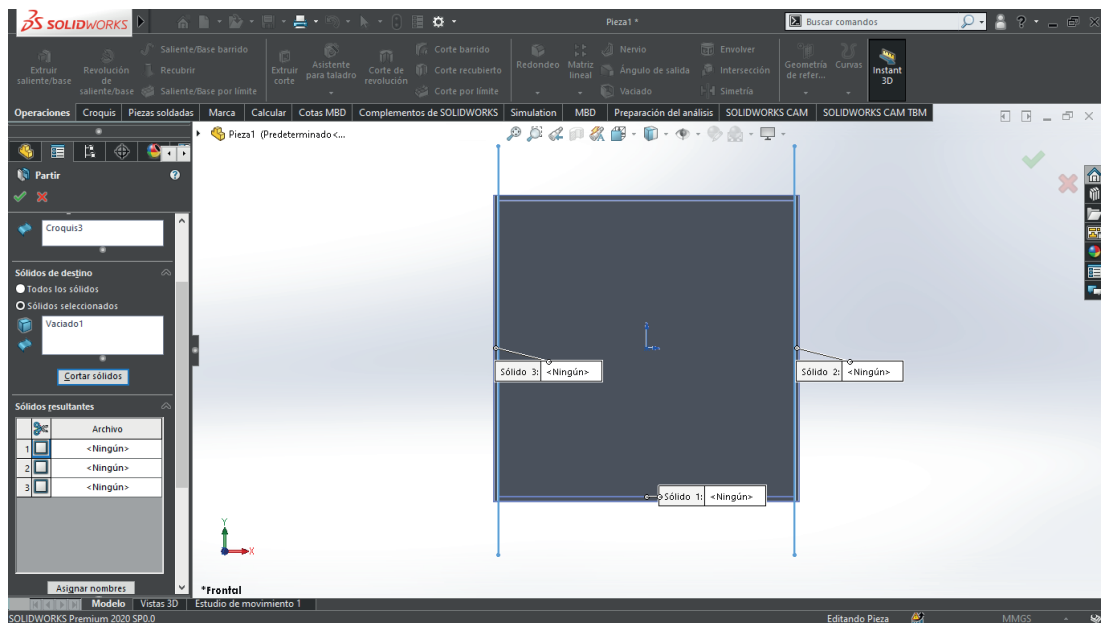 SOLIDWORKS
Pieza1 *
Buscar comandos
Extruir saliente/base
Revolución de saliente/base
Saliente/Base barrido
Recubrir
Saliente/Base por límite
Extruir corte
Asistente para taladro
Corte de revolución
Corte barrido
Corte recubierto
Corte por límite
Redondeo
Matriz lineal
Nervio
Ángulo de salida
Vaciado
Envolver
Intersección
Simetría
Geometría de refer...
Curvas
Instant 3D
Operaciones
Croquis
Piezas soldadas
Marca
Calcular
Cotas MBD
Complementos de SOLIDWORKS
Simulation
MBD
Preparación del análisis
SOLIDWORKS CAM
SOLIDWORKS CAM TBM
Pieza1 (Predeterminado<...
Partir
Croquis3
Sólidos de destino
Todos los sólidos
Sólidos seleccionados
Vaciado1
Cortar sólidos
Sólidos resultantes
Archivo
1 <Ningún>
2 <Ningún>
3 <Ningún>
Asignar nombres
Sólido 3: <Ningún>
Sólido 2: <Ningún>
Sólido 1: <Ningún>
Y
X
*Frontal
Modelo
Vistas 3D
Estudio de movimiento 1
SOLIDWORKS Premium 2020 SP0.0
Editando Pieza
MMGS